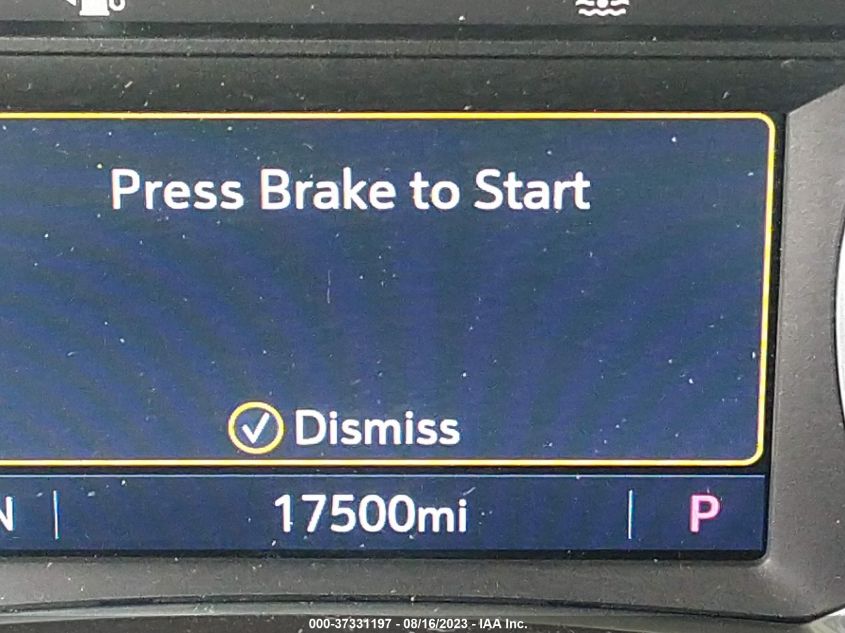 Press Brake to Start
Dismiss
N 17500mi P
000-37331197 - 08/16/2023 - IAA Inc.